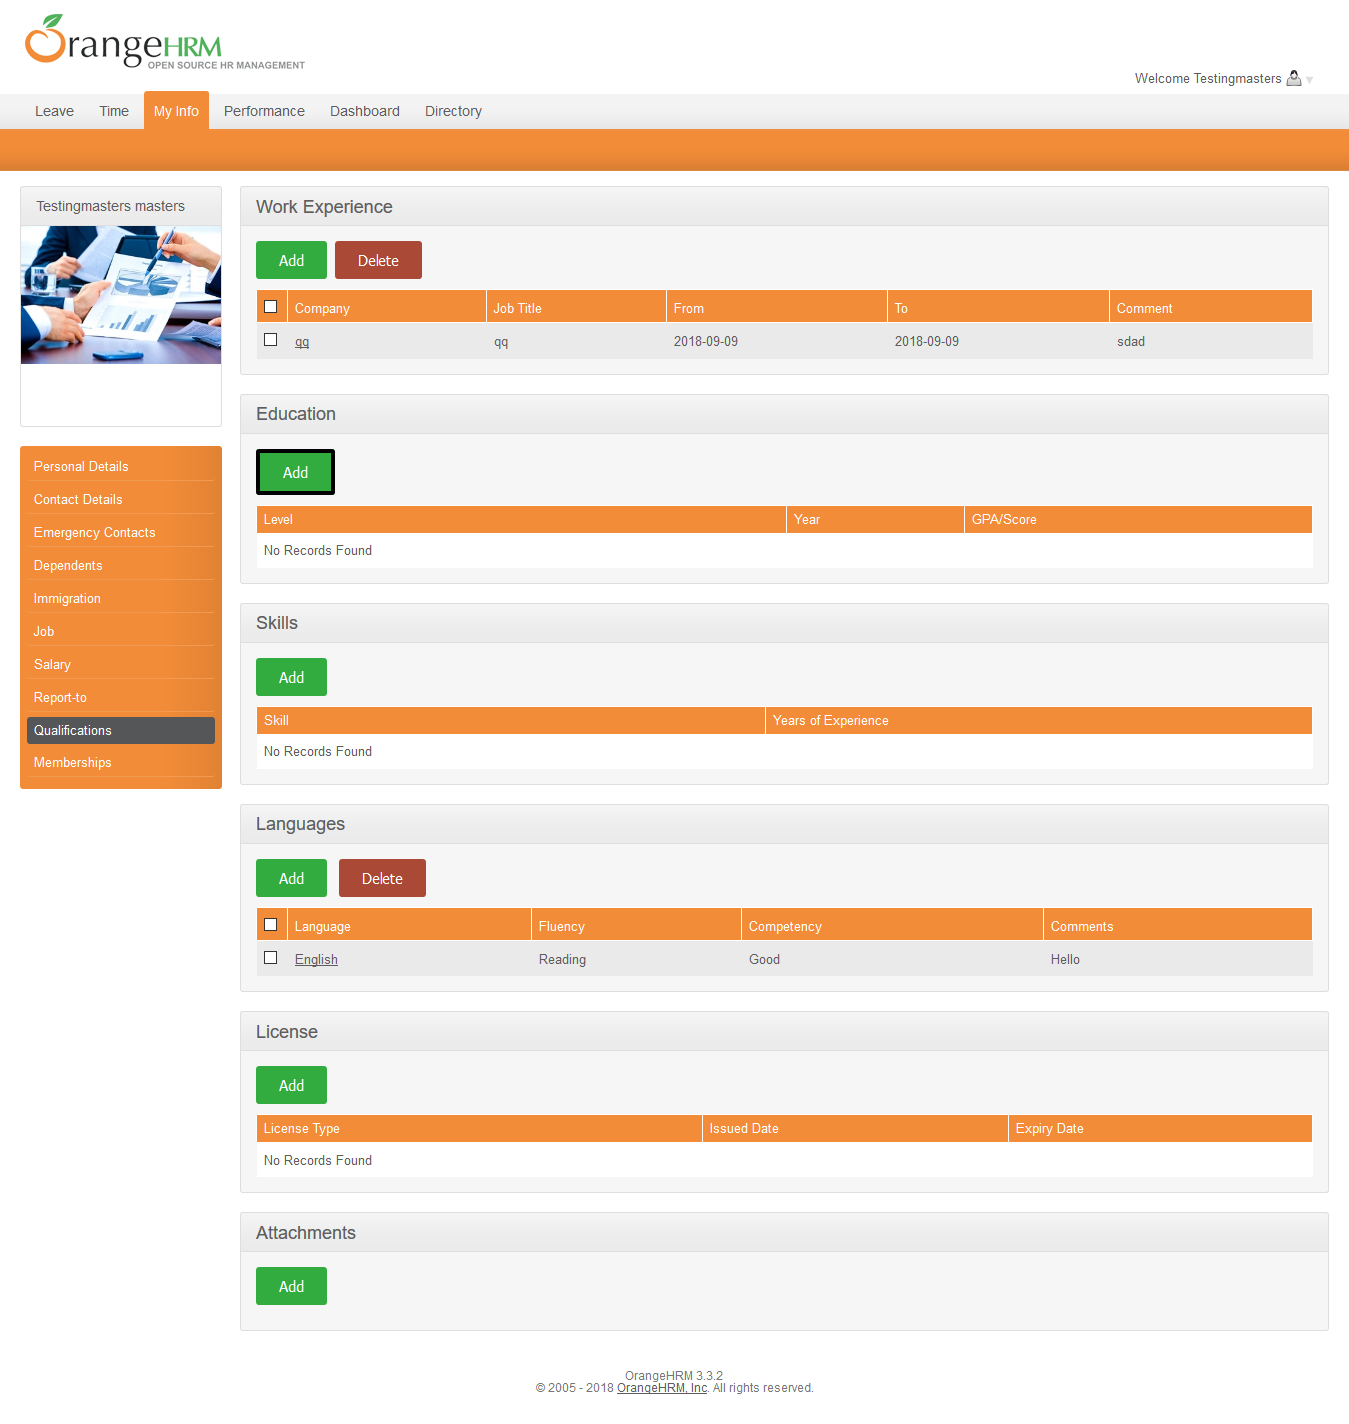 OrangeHRM
OPEN SOURCE HR MANAGEMENT
Welcome Testingmasters
Leave Time My Info Performance Dashboard Directory
Testingmasters masters
Personal Details
Contact Details
Emergency Contacts
Dependents
Immigration
Job
Salary
Report-to
Qualifications
Memberships
Work Experience
Add Delete
Company Job Title From To Comment
qq qq 2018-09-09 2018-09-09 sdad
Education
Add
Level Year GPA/Score
No Records Found
Skills
Add
Skill Years of Experience
No Records Found
Languages
Add Delete
Language Fluency Competency Comments
English Reading Good Hello
License
Add
License Type Issued Date Expiry Date
No Records Found
Attachments
Add
OrangeHRM 3.3.2
© 2005 - 2018 OrangeHRM, Inc. All rights reserved.